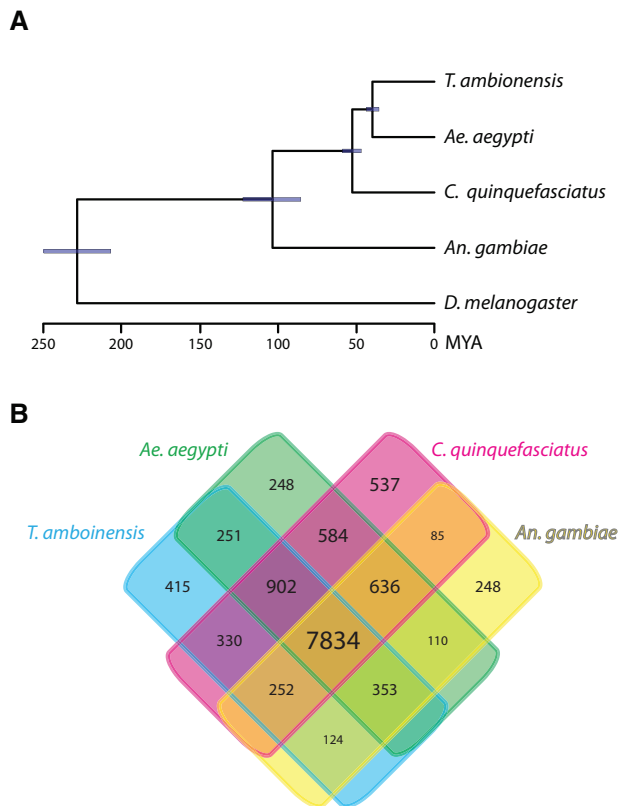 A
T. ambionensis
Ae. aegypti
C. quinquefasciatus
An. gambiae
D. melanogaster
250 200 150 100 50 0 MYA
B
Ae. aegypti C. quinquefasciatus
T. amboinensis An. gambiae
248 537
251 584 85
415 902 636 248
330 7834 110
252 353
124